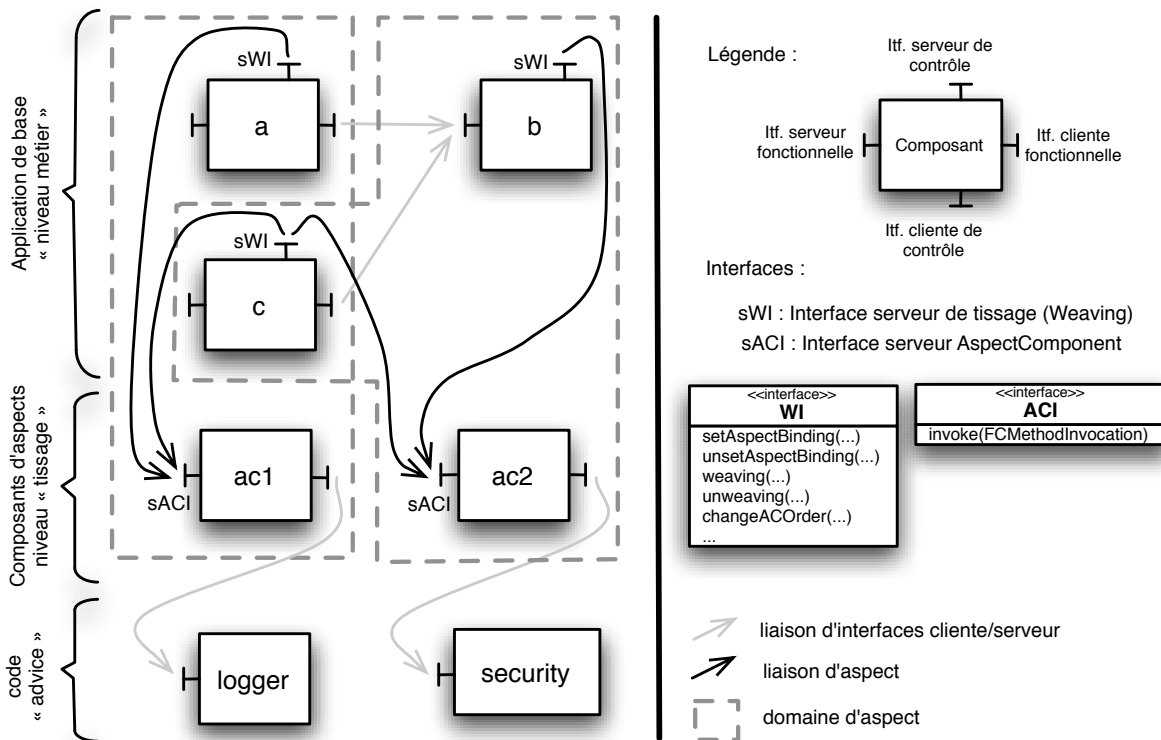 Application de base
« niveau métier »
Composants d'aspects
niveau « tissage »
code
« advice »
sWI
a
sWI
b
sWI
c
sACI
ac1
sACI
ac2
logger
security
Légende :
Itf. serveur de
contrôle
Itf. serveur
fonctionnelle
Composant
Itf. cliente
fonctionnelle
Itf. cliente de
contrôle
Interfaces :
sWI : Interface serveur de tissage (Weaving)
sACI : Interface serveur AspectComponent
<<interface>>
WI
setAspectBinding(...)
unsetAspectBinding(...)
weaving(...)
unweaving(...)
changeACOrder(...)
...
<<interface>>
ACI
invoke(FCMethodInvocation)
liaison d'interfaces cliente/serveur
liaison d'aspect
domaine d'aspect